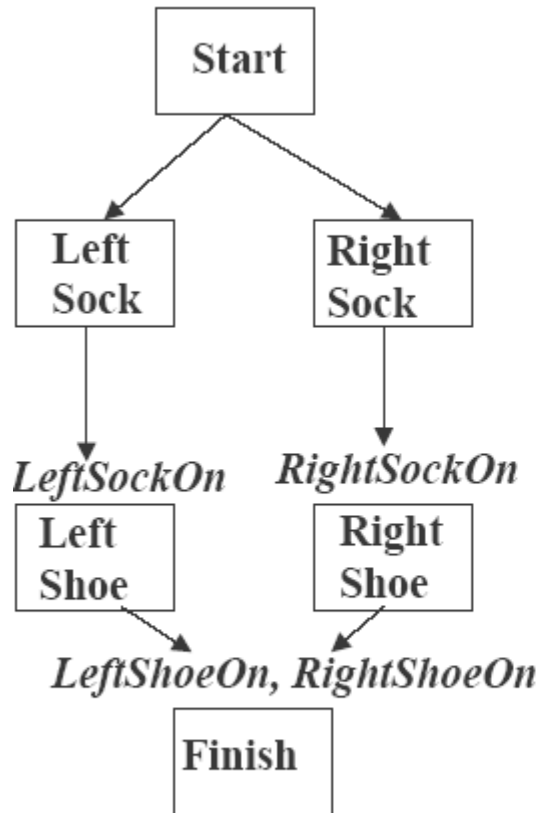 Start
Left
Sock
Right
Sock
LeftSockOn
RightSockOn
Left
Shoe
Right
Shoe
LeftShoeOn, RightShoeOn
Finish